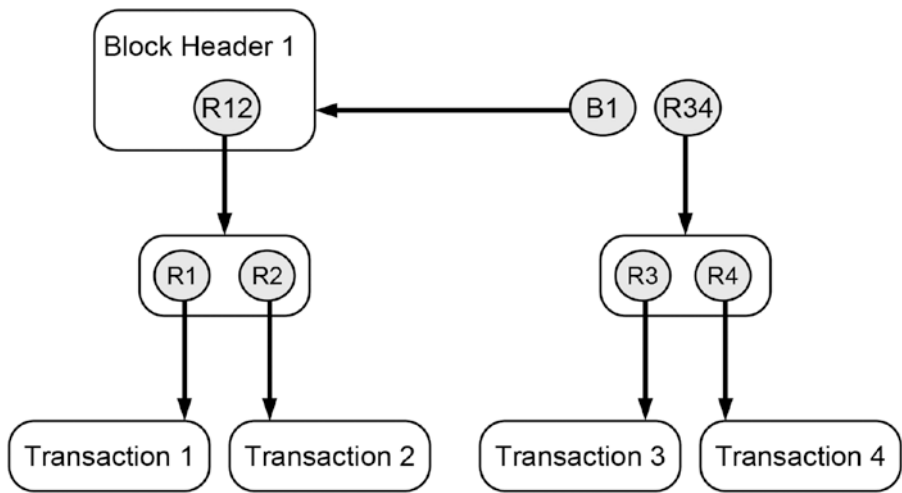 Block Header 1
R12
B1
R34
R1
R2
R3
R4
Transaction 1
Transaction 2
Transaction 3
Transaction 4